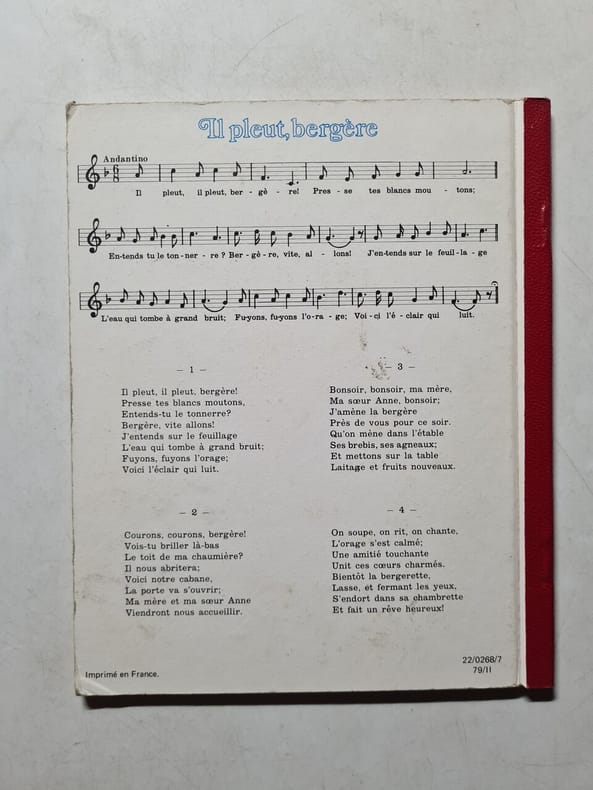 Il pleut, bergère
Andantino
Il pleut, il pleut, ber - gè - re! Pres - se tes blancs mou - tons;
En-tends tu le ton-ner - re ? Ber-gè-re, vite, al - lons! J'en-tends sur le feuil-la-ge
L'eau qui tombe à grand bruit; Fu-yons, fu-yons l'o-ra-ge; Voi-ci l'é-clair qui luit.
- 1 -
Il pleut, il pleut, bergère!
Presse tes blancs moutons,
Entends-tu le tonnerre?
Bergère, vite allons!
J'entends sur le feuillage
L'eau qui tombe à grand bruit;
Fuyons, fuyons l'orage;
Voici l'éclair qui luit.
- 2 -
Courons, courons, bergère!
Vois-tu briller là-bas
Le toit de ma chaumière?
Il nous abritera;
Voici notre cabane,
La porte va s'ouvrir;
Ma mère et ma sœur Anne
Viendront nous accueillir.
- 3 -
Bonsoir, bonsoir, ma mère,
Ma sœur Anne, bonsoir;
J'amène la bergère
Près de vous pour ce soir.
Qu'on mène dans l'étable
Ses brebis, ses agneaux;
Et mettons sur la table
Laitage et fruits nouveaux.
- 4 -
On soupe, on rit, on chante,
L'orage s'est calmé;
Une amitié touchante
Unit ces cœurs charmés.
Bientôt la bergerette,
Lasse, et fermant les yeux,
S'endort dans sa chambrette
Et fait un rêve heureux!
Imprimé en France.
22/0268/7
79/II